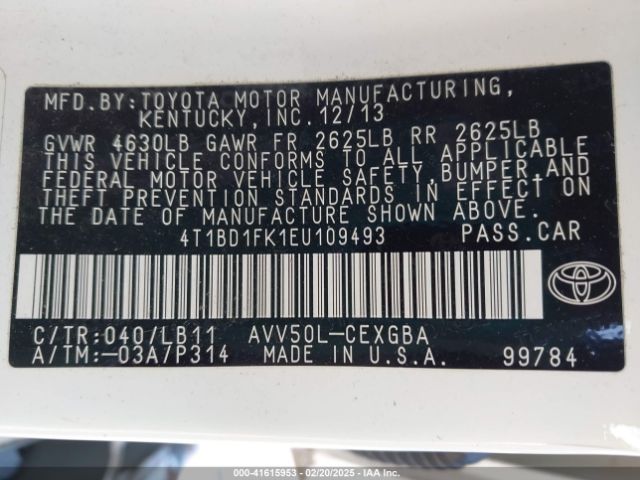 MFD.BY:TOYOTA MOTOR MANUFACTURING,
KENTUCKY,INC.12/13
GVWR 4630LB GAWR FR 2625LB RR 2625LB
THIS VEHICLE CONFORMS TO ALL APPLICABLE
FEDERAL MOTOR VEHICLE SAFETY,BUMPER,AND
THEFT PREVENTION STANDARDS IN EFFECT ON
THE DATE OF MANUFACTURE SHOWN ABOVE.
4T1BD1FK1EU109493 PASS.CAR
C/TR:040/LB11 AVV50L-CEXGBA
A/TM:-03A/P314 MADE IN U.S.A. 99784
000-41615953 - 02/20/2025 - IAA Inc.